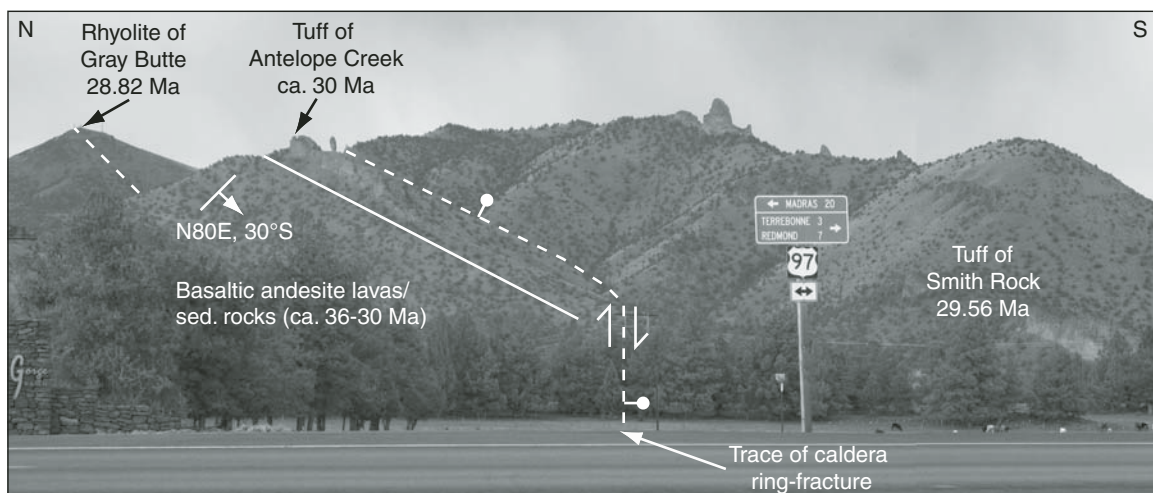 N
S
Rhyolite of
Gray Butte
28.82 Ma
Tuff of
Antelope Creek
ca. 30 Ma
N80E, 30°S
Basaltic andesite lavas/
sed. rocks (ca. 36-30 Ma)
MADRAS 20
TERREBONNE 3
REDMOND 7
97
Tuff of
Smith Rock
29.56 Ma
Gorge
Trace of caldera
ring-fracture